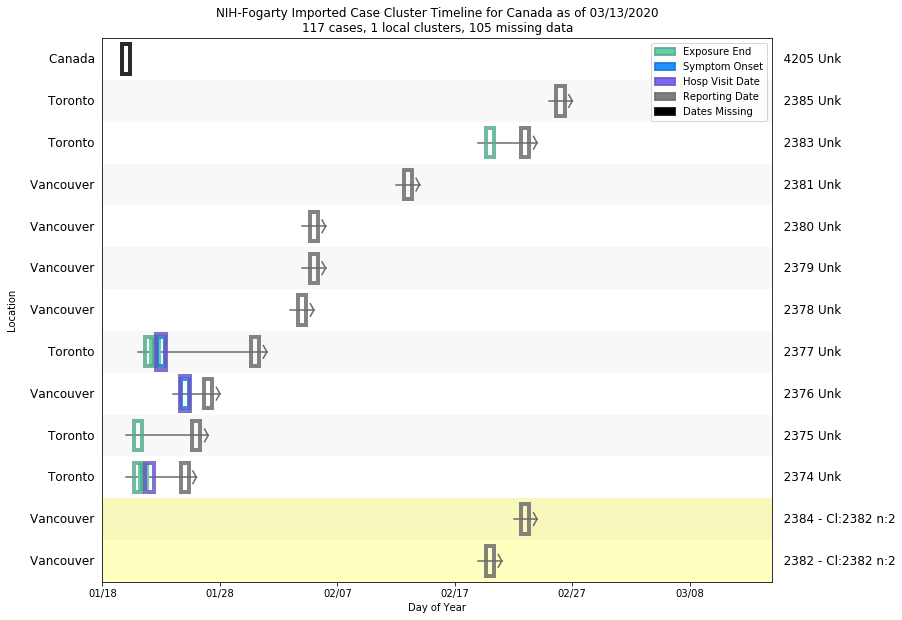 NIH-Fogarty Imported Case Cluster Timeline for Canada as of 03/13/2020
117 cases, 1 local clusters, 105 missing data
Exposure End
Symptom Onset
Hosp Visit Date
Reporting Date
Dates Missing
Location
Canada 4205 Unk
Toronto 2385 Unk
Toronto 2383 Unk
Vancouver 2381 Unk
Vancouver 2380 Unk
Vancouver 2379 Unk
Vancouver 2378 Unk
Toronto 2377 Unk
Vancouver 2376 Unk
Toronto 2375 Unk
Toronto 2374 Unk
Vancouver 2384 - Cl:2382 n:2
Vancouver 2382 - Cl:2382 n:2
01/18 01/28 02/07 02/17 02/27 03/08
Day of Year